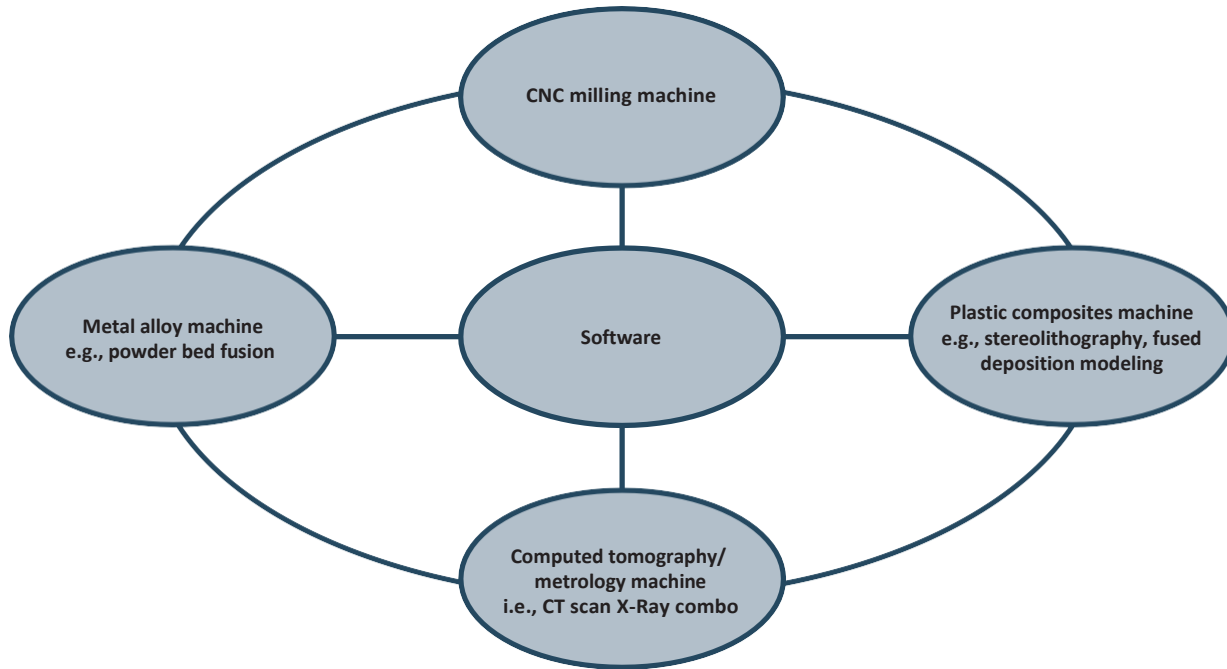 CNC milling machine
Metal alloy machine
e.g., powder bed fusion
Software
Plastic composites machine
e.g., stereolithography, fused
deposition modeling
Computed tomography/
metrology machine
i.e., CT scan X-Ray combo